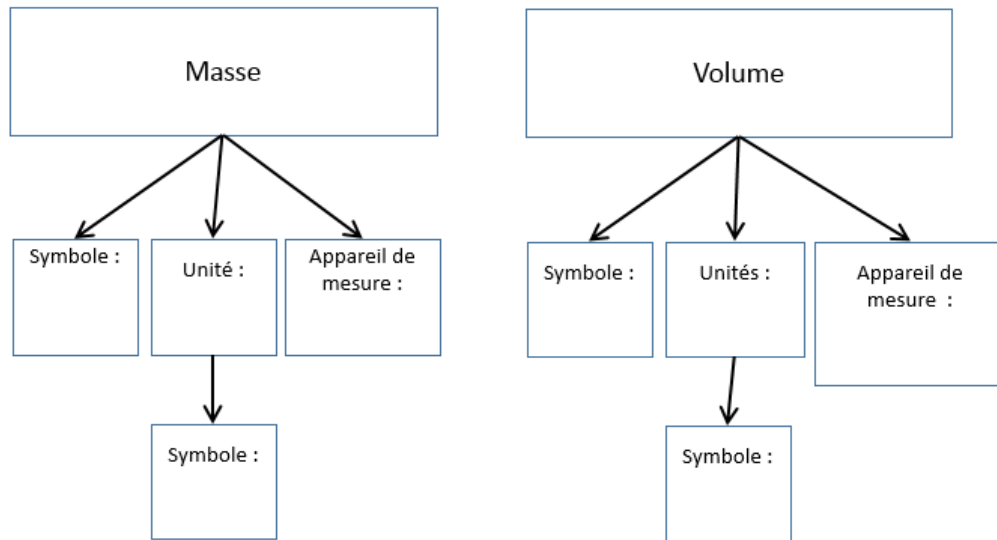 Masse
Symbole :
Unité :
Appareil de
mesure :
Symbole :
Volume
Symbole :
Unités :
Appareil de
mesure  :
Symbole :